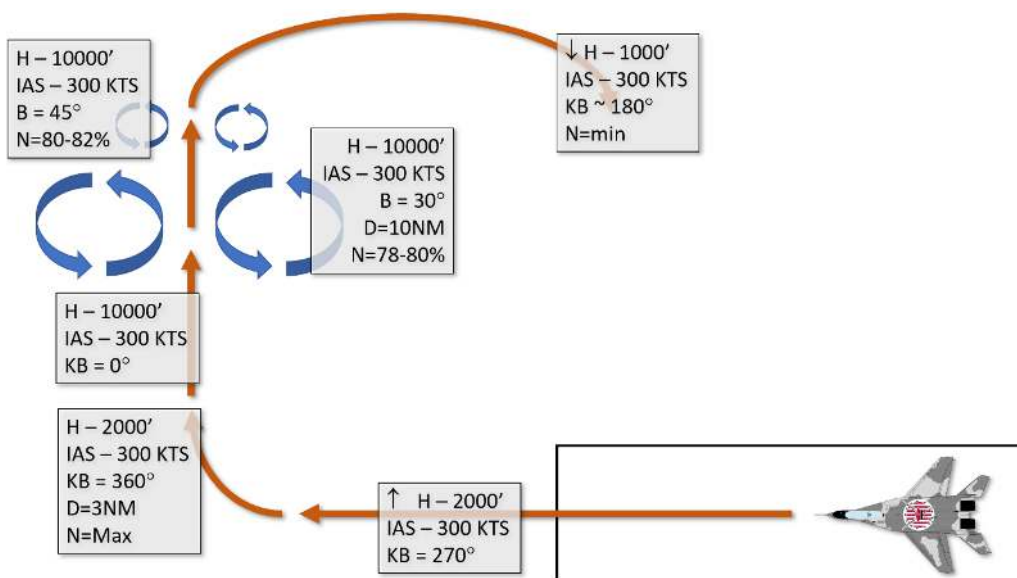 H – 10000’
IAS – 300 KTS
B = 45°
N=80-82%
↓ H – 1000’
IAS – 300 KTS
KB ~ 180°
N=min
H – 10000’
IAS – 300 KTS
B = 30°
D=10NM
N=78-80%
H – 10000’
IAS – 300 KTS
KB = 0°
H – 2000’
IAS – 300 KTS
KB = 360°
D=3NM
N=Max
↑ H – 2000’
IAS – 300 KTS
KB = 270°